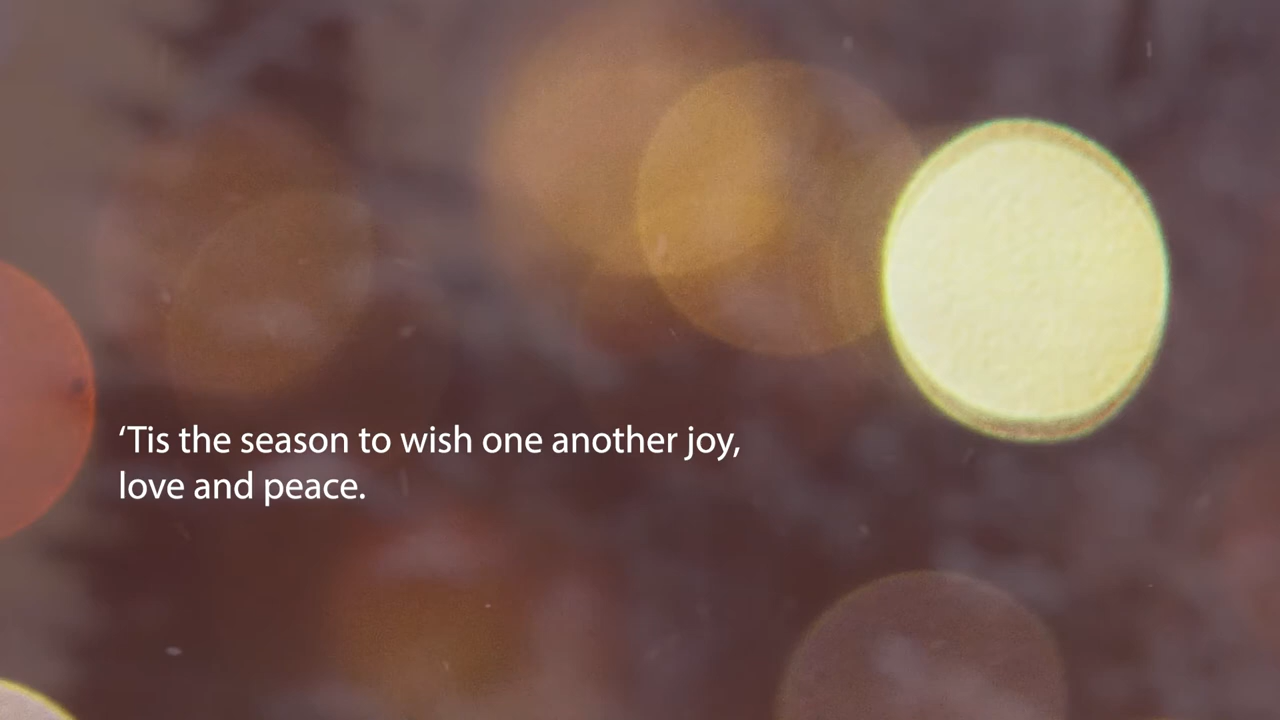 ‘Tis the season to wish one another joy,
love and peace.